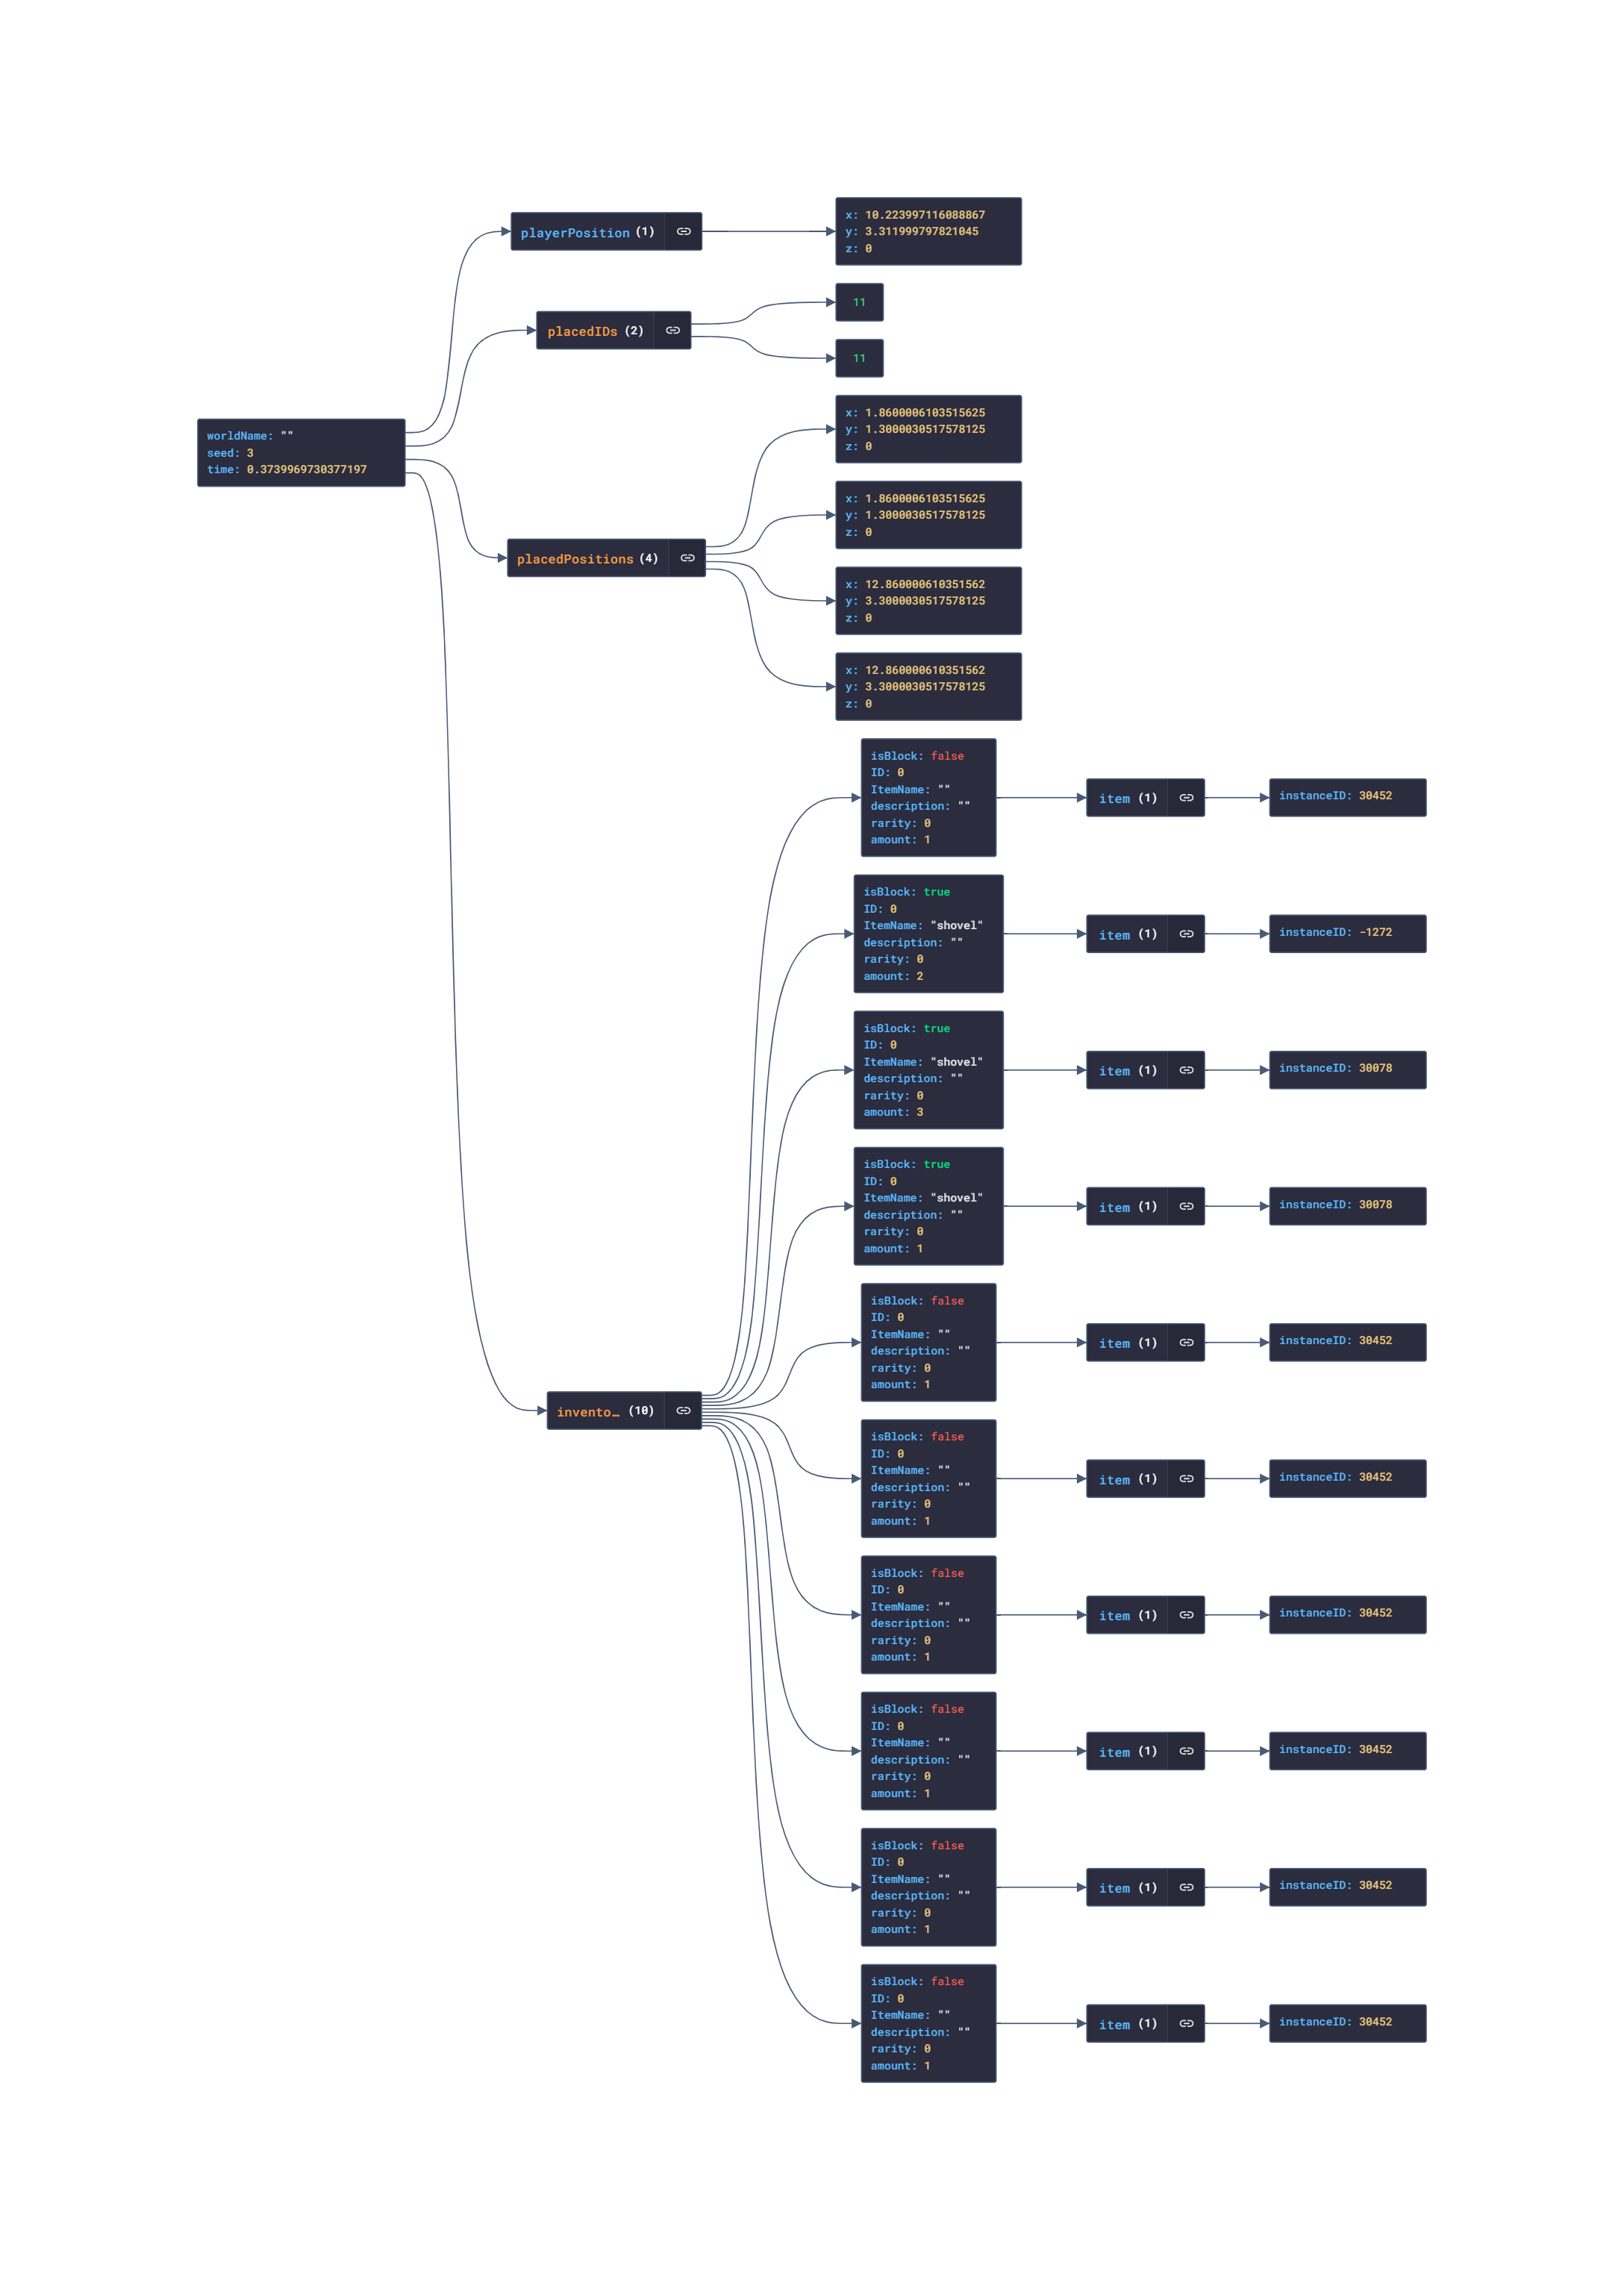 playerPosition (1)
x: 10.223997116088867
y: 3.311999797821045
z: 0
placedIDs (2)
11
11
worldName: ""
seed: 3
time: 0.3739969730377197
placedPositions (4)
x: 1.8600006103515625
y: 1.3000030517578125
z: 0
x: 1.8600006103515625
y: 1.3000030517578125
z: 0
x: 12.860000610351562
y: 3.3000030517578125
z: 0
x: 12.860000610351562
y: 3.3000030517578125
z: 0
invento… (10)
isBlock: false
ID: 0
ItemName: ""
description: ""
rarity: 0
amount: 1
item (1)
instanceID: 30452
isBlock: true
ID: 0
ItemName: "shovel"
description: ""
rarity: 0
amount: 2
item (1)
instanceID: -1272
isBlock: true
ID: 0
ItemName: "shovel"
description: ""
rarity: 0
amount: 3
item (1)
instanceID: 30078
isBlock: true
ID: 0
ItemName: "shovel"
description: ""
rarity: 0
amount: 1
item (1)
instanceID: 30078
isBlock: false
ID: 0
ItemName: ""
description: ""
rarity: 0
amount: 1
item (1)
instanceID: 30452
isBlock: false
ID: 0
ItemName: ""
description: ""
rarity: 0
amount: 1
item (1)
instanceID: 30452
isBlock: false
ID: 0
ItemName: ""
description: ""
rarity: 0
amount: 1
item (1)
instanceID: 30452
isBlock: false
ID: 0
ItemName: ""
description: ""
rarity: 0
amount: 1
item (1)
instanceID: 30452
isBlock: false
ID: 0
ItemName: ""
description: ""
rarity: 0
amount: 1
item (1)
instanceID: 30452
isBlock: false
ID: 0
ItemName: ""
description: ""
rarity: 0
amount: 1
item (1)
instanceID: 30452